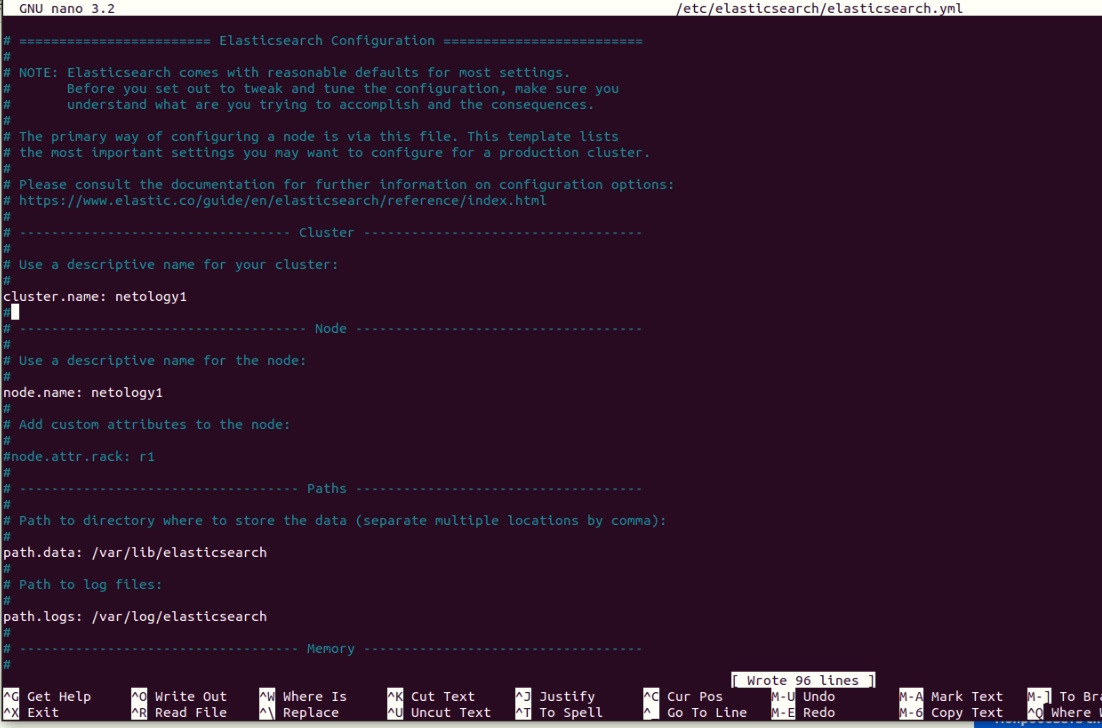 GNU nano 3.2 /etc/elasticsearch/elasticsearch.yml
# ======================== Elasticsearch Configuration =========================
#
# NOTE: Elasticsearch comes with reasonable defaults for most settings.
#       Before you set out to tweak and tune the configuration, make sure you
#       understand what are you trying to accomplish and the consequences.
#
# The primary way of configuring a node is via this file. This template lists
# the most important settings you may want to configure for a production cluster.
#
# Please consult the documentation for further information on configuration options:
# https://www.elastic.co/guide/en/elasticsearch/reference/index.html
#
# ---------------------------------- Cluster -----------------------------------
#
# Use a descriptive name for your cluster:
#
cluster.name: netology1
#
# ------------------------------------ Node ------------------------------------
#
# Use a descriptive name for the node:
#
node.name: netology1
#
# Add custom attributes to the node:
#
#node.attr.rack: r1
#
# ----------------------------------- Paths ------------------------------------
#
# Path to directory where to store the data (separate multiple locations by comma):
#
path.data: /var/lib/elasticsearch
#
# Path to log files:
#
path.logs: /var/log/elasticsearch
#
# ----------------------------------- Memory -----------------------------------
#
[ Wrote 96 lines ]
^G Get Help ^O Write Out ^W Where Is ^K Cut Text ^J Justify ^C Cur Pos M-U Undo M-A Mark Text M-] To Bra
^X Exit ^R Read File ^\ Replace ^U Uncut Text ^T To Spell ^_ Go To Line M-E Redo M-6 Copy Text ^Q Where W